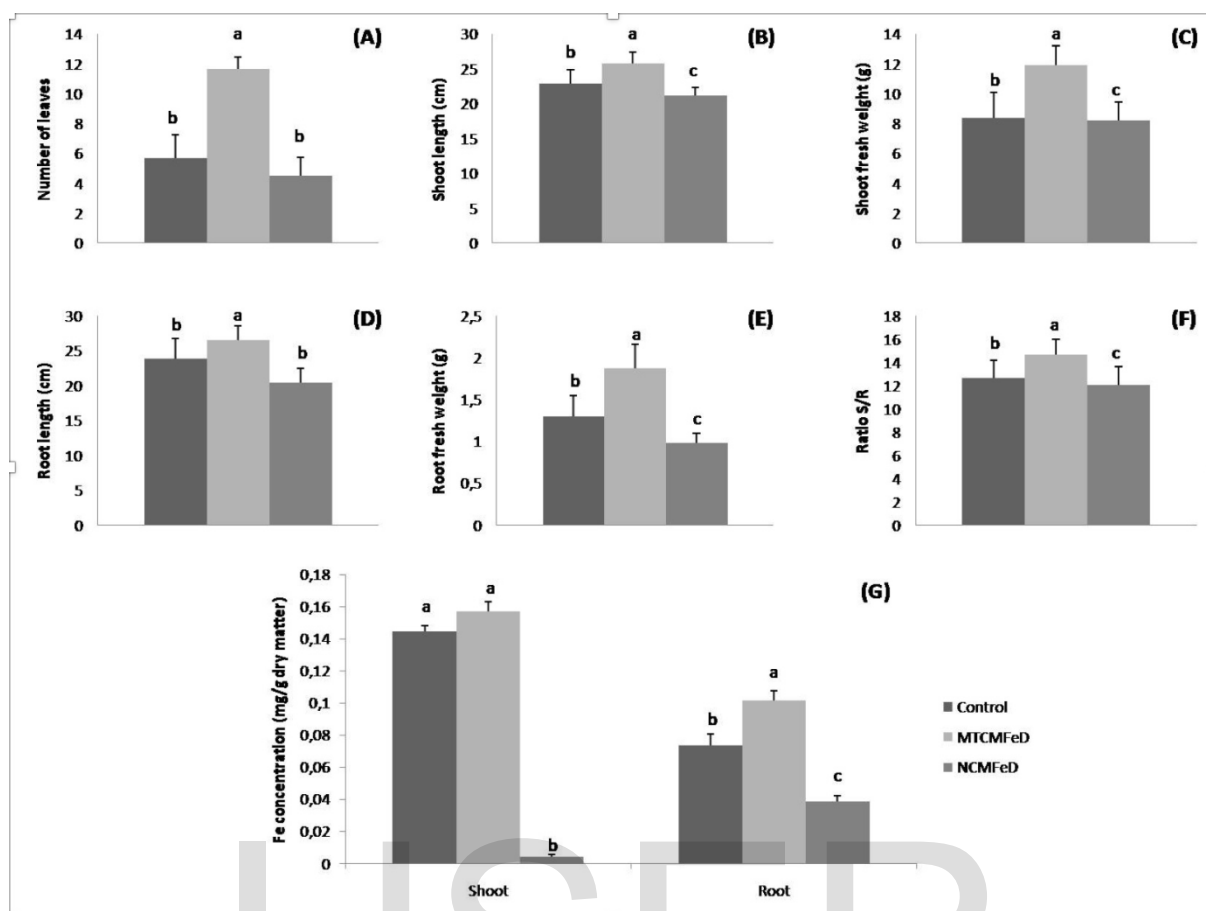 (A)
Number of leaves
14
12
10
8
6
4
2
0
b
a
b
(B)
Shoot length (cm)
30
25
20
15
10
5
0
b
a
c
(C)
Shoot fresh weight (g)
14
12
10
8
6
4
2
0
b
a
c
(D)
Root length (cm)
30
25
20
15
10
5
0
b
a
b
(E)
Root fresh weight (g)
2,5
2
1,5
1
0,5
0
b
a
c
(F)
Ratio S/R
18
16
14
12
10
8
6
4
2
0
b
a
c
(G)
Fe concentration (mg/g dry matter)
0,18
0,16
0,14
0,12
0,1
0,08
0,06
0,04
0,02
0
a
a
b
b
a
c
Shoot
Root
Control
MTCMFeD
NCMFeD